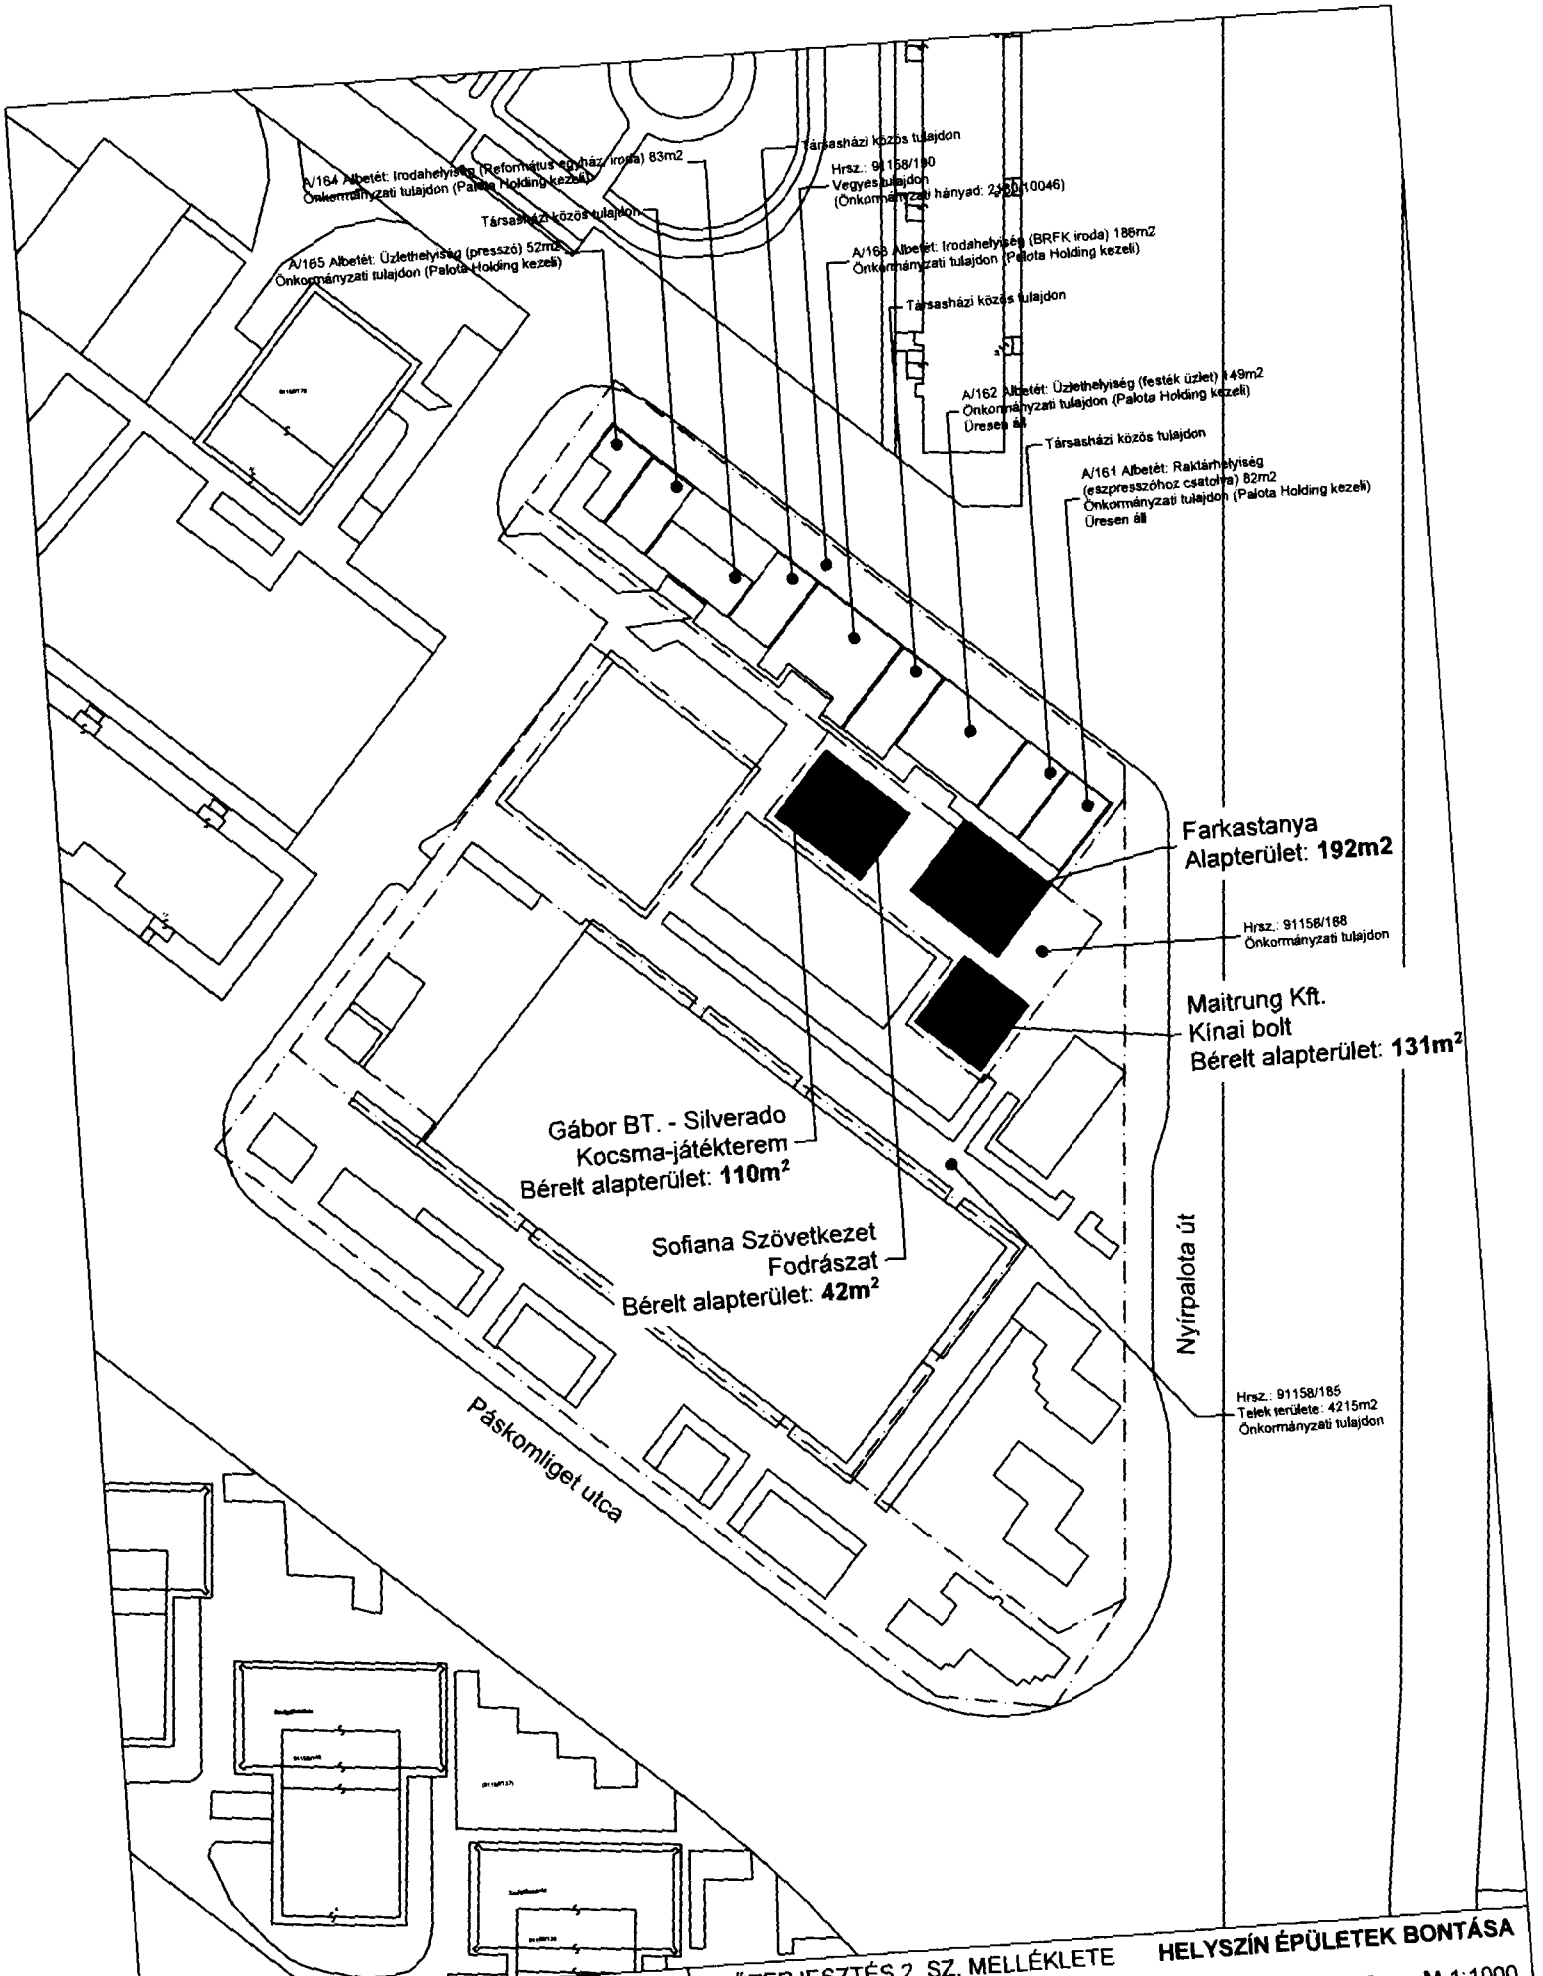 Társasházi közös tulajdon
A/164 Albetét: Irodahelyiség (Református egyház, iroda) 83m2
Önkormányzati tulajdon (Palota Holding kezeli)
Hrsz.: 91158/190
Vegyes tulajdon
(Önkormányzati hányad: 2180/10046)
Társasházi közös tulajdon
A/165 Albetét: Üzlethelyiség (presszó) 52m2
Önkormányzati tulajdon (Palota Holding kezeli)
A/163 Albetét: Irodahelyiség (BRFK iroda) 186m2
Önkormányzati tulajdon (Palota Holding kezeli)
Társasházi közös tulajdon
A/162 Albetét: Üzlethelyiség (festék üzlet) 149m2
Önkormányzati tulajdon (Palota Holding kezeli)
Üresen áll
Társasházi közös tulajdon
A/161 Albetét: Raktárhelyiség
(eszpresszóhoz csatolva) 82m2
Önkormányzati tulajdon (Palota Holding kezeli)
Üresen áll
Farkastanya
Alapterület: 192m2
Hrsz.: 91158/188
Önkormányzati tulajdon
Maitrung Kft.
Kínai bolt
Bérelt alapterület: 131m²
Gábor BT. - Silverado
Kocsma-játékterem
Bérelt alapterület: 110m²
Sofiana Szövetkezet
Fodrászat
Bérelt alapterület: 42m²
Nyírpalota út
Hrsz.: 91158/185
Telek területe: 4215m2
Önkormányzati tulajdon
Páskomliget utca
2. SZ. MELLÉKLETE
HELYSZÍN ÉPÜLETEK BONTÁSA
M 1:1000